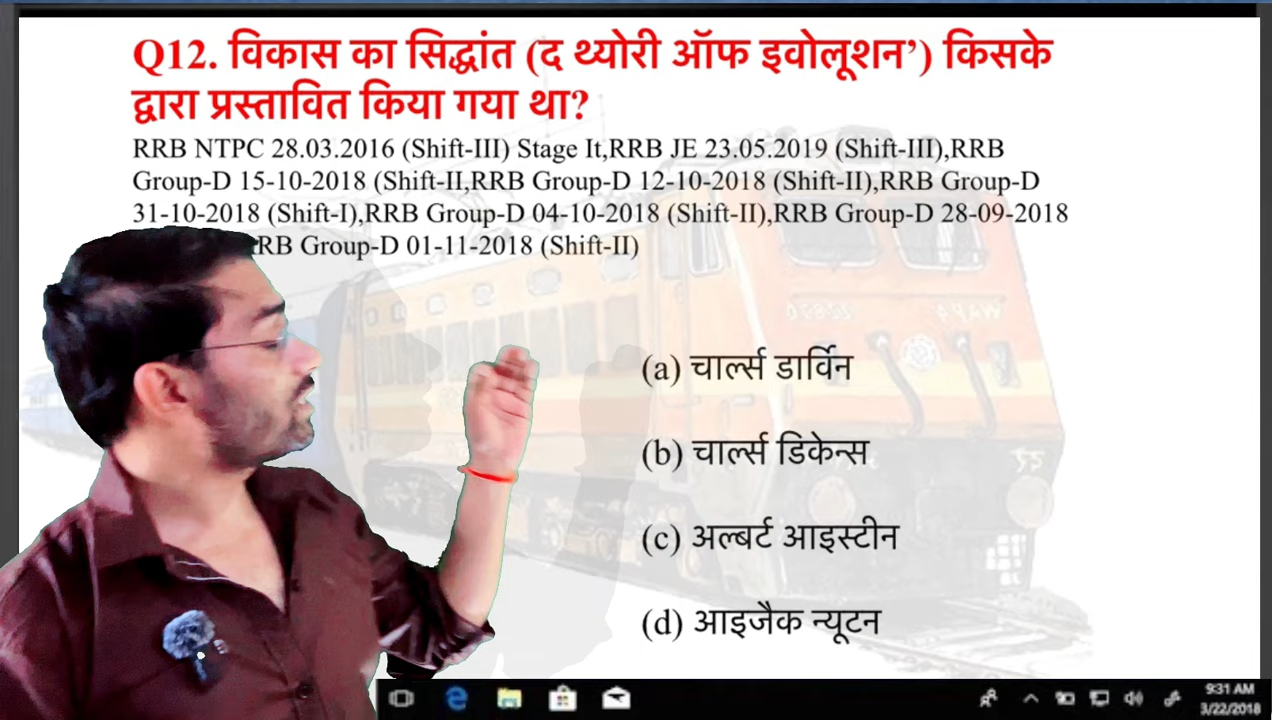 Q12. विकास का सिद्धांत (द थ्योरी ऑफ इवोलूशन’) किसके
द्वारा प्रस्तावित किया गया था?
RRB NTPC 28.03.2016 (Shift-III) Stage It,RRB JE 23.05.2019 (Shift-III),RRB
Group-D 15-10-2018 (Shift-II,RRB Group-D 12-10-2018 (Shift-II),RRB Group-D
31-10-2018 (Shift-I),RRB Group-D 04-10-2018 (Shift-II),RRB Group-D 28-09-2018
RB Group-D 01-11-2018 (Shift-II)
(a) चार्ल्स डार्विन
(b) चार्ल्स डिकेन्स
(c) अल्बर्ट आइस्टीन
(d) आइजैक न्यूटन
9:31 AM
3/22/2018